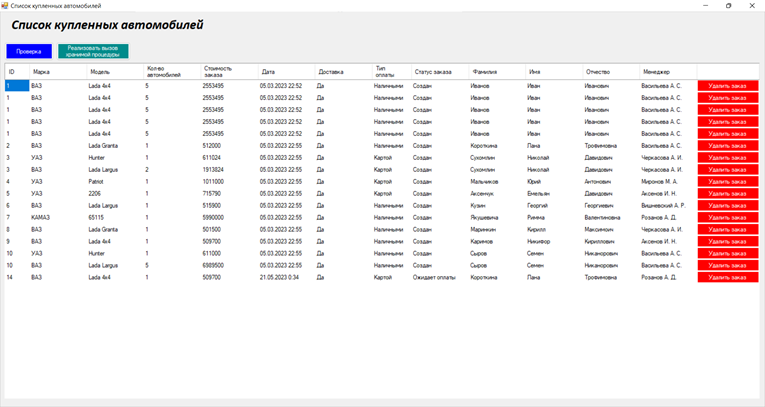 Список купленных автомобилей
Список купленных автомобилей
Проверка
Реализовать вызов
хранимой процедуры
ID Марка Модель Кол-во автомобилей Стоимость заказа Дата Доставка Тип оплаты Статус заказа Фамилия Имя Отчество Менеджер
1 ВАЗ Lada 4x4 5 2553495 05.03.2023 22:52 Да Наличными Создан Иванов Иван Иванович Васильева А. С. Удалить заказ
1 ВАЗ Lada 4x4 5 2553495 05.03.2023 22:52 Да Наличными Создан Иванов Иван Иванович Васильева А. С. Удалить заказ
1 ВАЗ Lada 4x4 5 2553495 05.03.2023 22:52 Да Наличными Создан Иванов Иван Иванович Васильева А. С. Удалить заказ
1 ВАЗ Lada 4x4 5 2553495 05.03.2023 22:52 Да Наличными Создан Иванов Иван Иванович Васильева А. С. Удалить заказ
1 ВАЗ Lada 4x4 5 2553495 05.03.2023 22:52 Да Наличными Создан Иванов Иван Иванович Васильева А. С. Удалить заказ
2 ВАЗ Lada Granta 1 512000 05.03.2023 22:55 Да Наличными Создан Короткина Лана Трофимовна Васильева А. С. Удалить заказ
3 УАЗ Hunter 1 611024 05.03.2023 22:55 Да Картой Создан Сухомлин Николай Давидович Черкасова А. И. Удалить заказ
3 ВАЗ Lada Largus 2 1913824 05.03.2023 22:55 Да Картой Создан Сухомлин Николай Давидович Черкасова А. И. Удалить заказ
4 УАЗ Patriot 1 1011000 05.03.2023 22:55 Да Картой Создан Мальчиков Юрий Антонович Миронов М. А. Удалить заказ
5 УАЗ 2206 1 715790 05.03.2023 22:55 Да Картой Создан Аксенчук Емельян Давидович Аксенов И. Н. Удалить заказ
6 ВАЗ Lada Largus 1 515900 05.03.2023 22:55 Да Наличными Создан Кузин Георгий Георгиевич Вишневский А. Р. Удалить заказ
7 КАМАЗ 65115 1 5990000 05.03.2023 22:55 Да Картой Создан Якушевича Римма Валентиновна Розанов А. Д. Удалить заказ
8 ВАЗ Lada Granta 1 501500 05.03.2023 22:55 Да Наличными Создан Маринкин Кирилл Максимоич Черкасова А. И. Удалить заказ
9 ВАЗ Lada 4x4 1 509700 05.03.2023 22:55 Да Наличными Создан Каримов Никифор Кириллович Аксенов И. Н. Удалить заказ
10 УАЗ Hunter 1 611000 05.03.2023 22:55 Да Наличными Создан Сыров Семен Никанорович Васильева А. С. Удалить заказ
10 ВАЗ Lada Largus 5 6989500 05.03.2023 22:55 Да Наличными Создан Сыров Семен Никанорович Васильева А. С. Удалить заказ
14 ВАЗ Lada 4x4 1 509700 21.05.2023 0:34 Да Картой Ожидает оплаты Короткина Лана Трофимовна Розанов А. Д. Удалить заказ